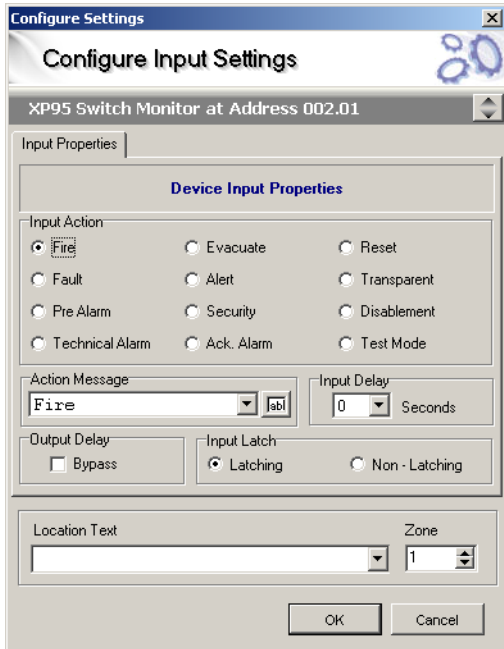 Configure Settings
Configure Input Settings
XP95 Switch Monitor at Address 002.01
Input Properties
Device Input Properties
Input Action
Fire Evacuate Reset
Fault Alert Transparent
Pre Alarm Security Disablement
Technical Alarm Ack. Alarm Test Mode
Action Message Input Delay
Fire abl 0 Seconds
Output Delay Input Latch
Bypass Latching Non - Latching
Location Text Zone
1
OK Cancel